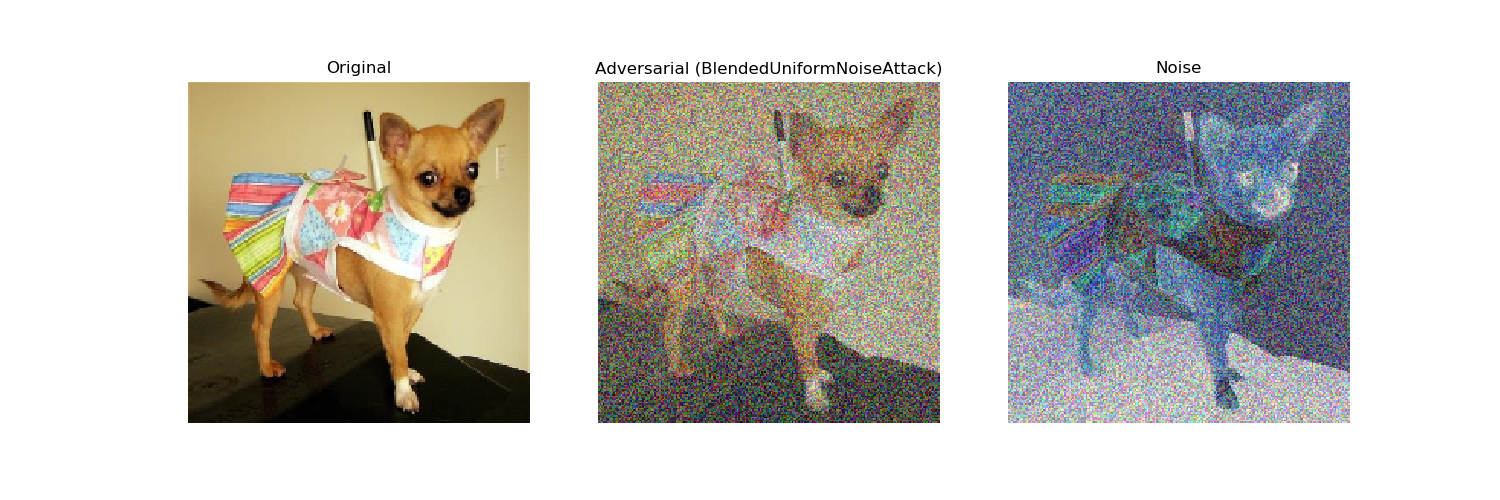 Original
Adversarial (BlendedUniformNoiseAttack)
Noise